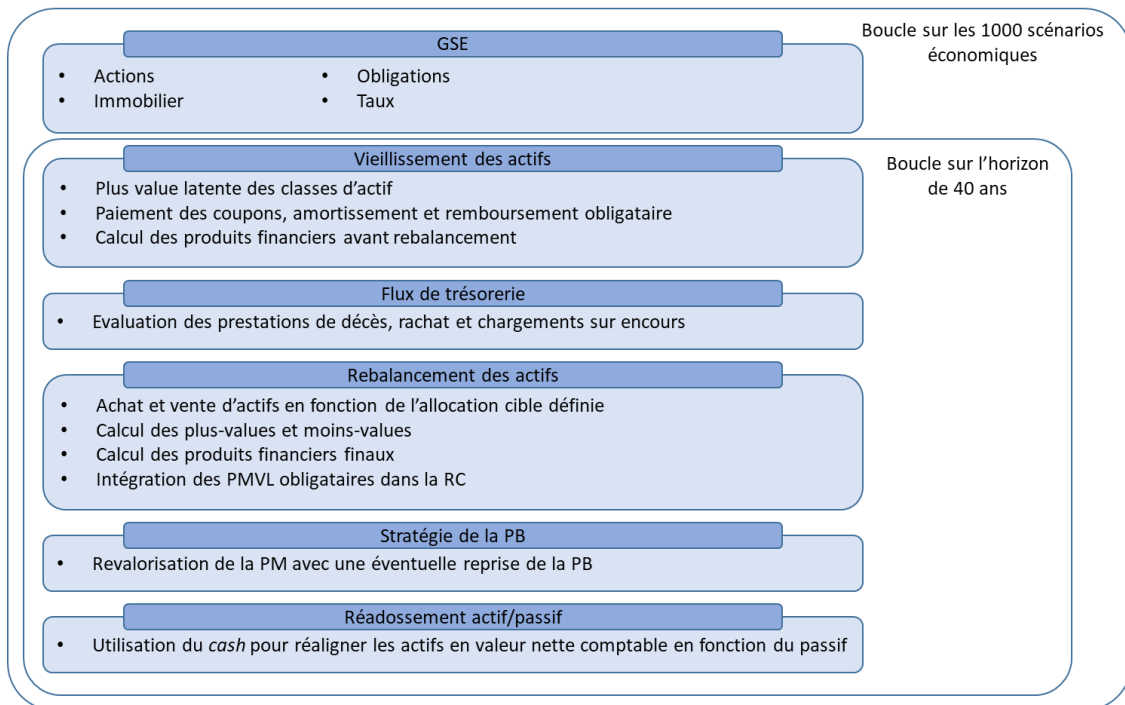 GSE
Boucle sur les 1000 scénarios
économiques
• Actions
• Obligations
• Immobilier
• Taux
Vieillissement des actifs
Boucle sur l'horizon
de 40 ans
• Plus value latente des classes d'actif
• Paiement des coupons, amortissement et remboursement obligataire
• Calcul des produits financiers avant rebalancement
Flux de trésorerie
• Evaluation des prestations de décès, rachat et chargements sur encours
Rebalancement des actifs
• Achat et vente d'actifs en fonction de l'allocation cible définie
• Calcul des plus-values et moins-values
• Calcul des produits financiers finaux
• Intégration des PMVL obligataires dans la RC
Stratégie de la PB
• Revalorisation de la PM avec une éventuelle reprise de la PB
Réadossement actif/passif
• Utilisation du cash pour réaligner les actifs en valeur nette comptable en fonction du passif